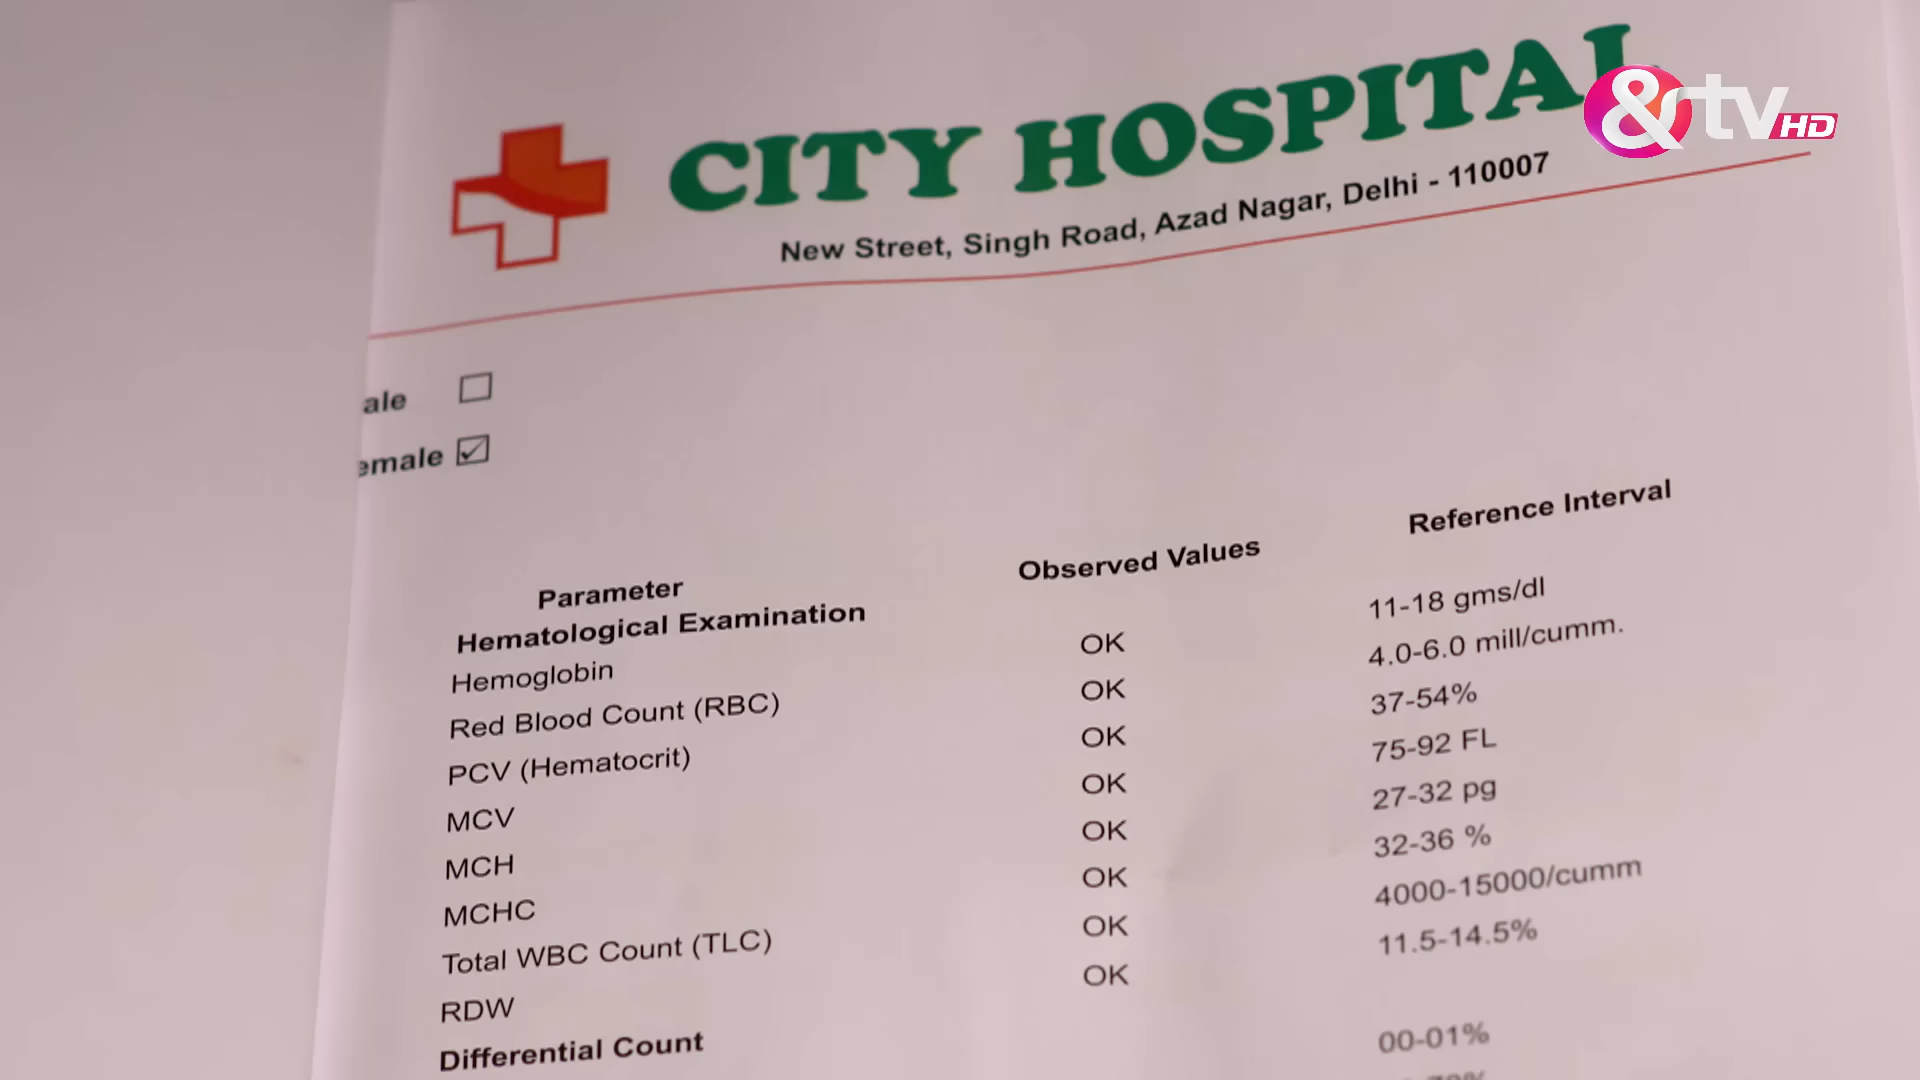 CITY HOSPITAL
&tv HD
New Street, Singh Road, Azad Nagar, Delhi - 110007
ale
emale
Parameter Observed Values Reference Interval
Hematological Examination
Hemoglobin OK 11-18 gms/dl
Red Blood Count (RBC) OK 4.0-6.0 mill/cumm.
PCV (Hematocrit) OK 37-54%
MCV OK 75-92 FL
MCH OK 27-32 pg
MCHC OK 32-36 %
Total WBC Count (TLC) OK 4000-15000/cumm
RDW OK 11.5-14.5%
Differential Count
00-01%